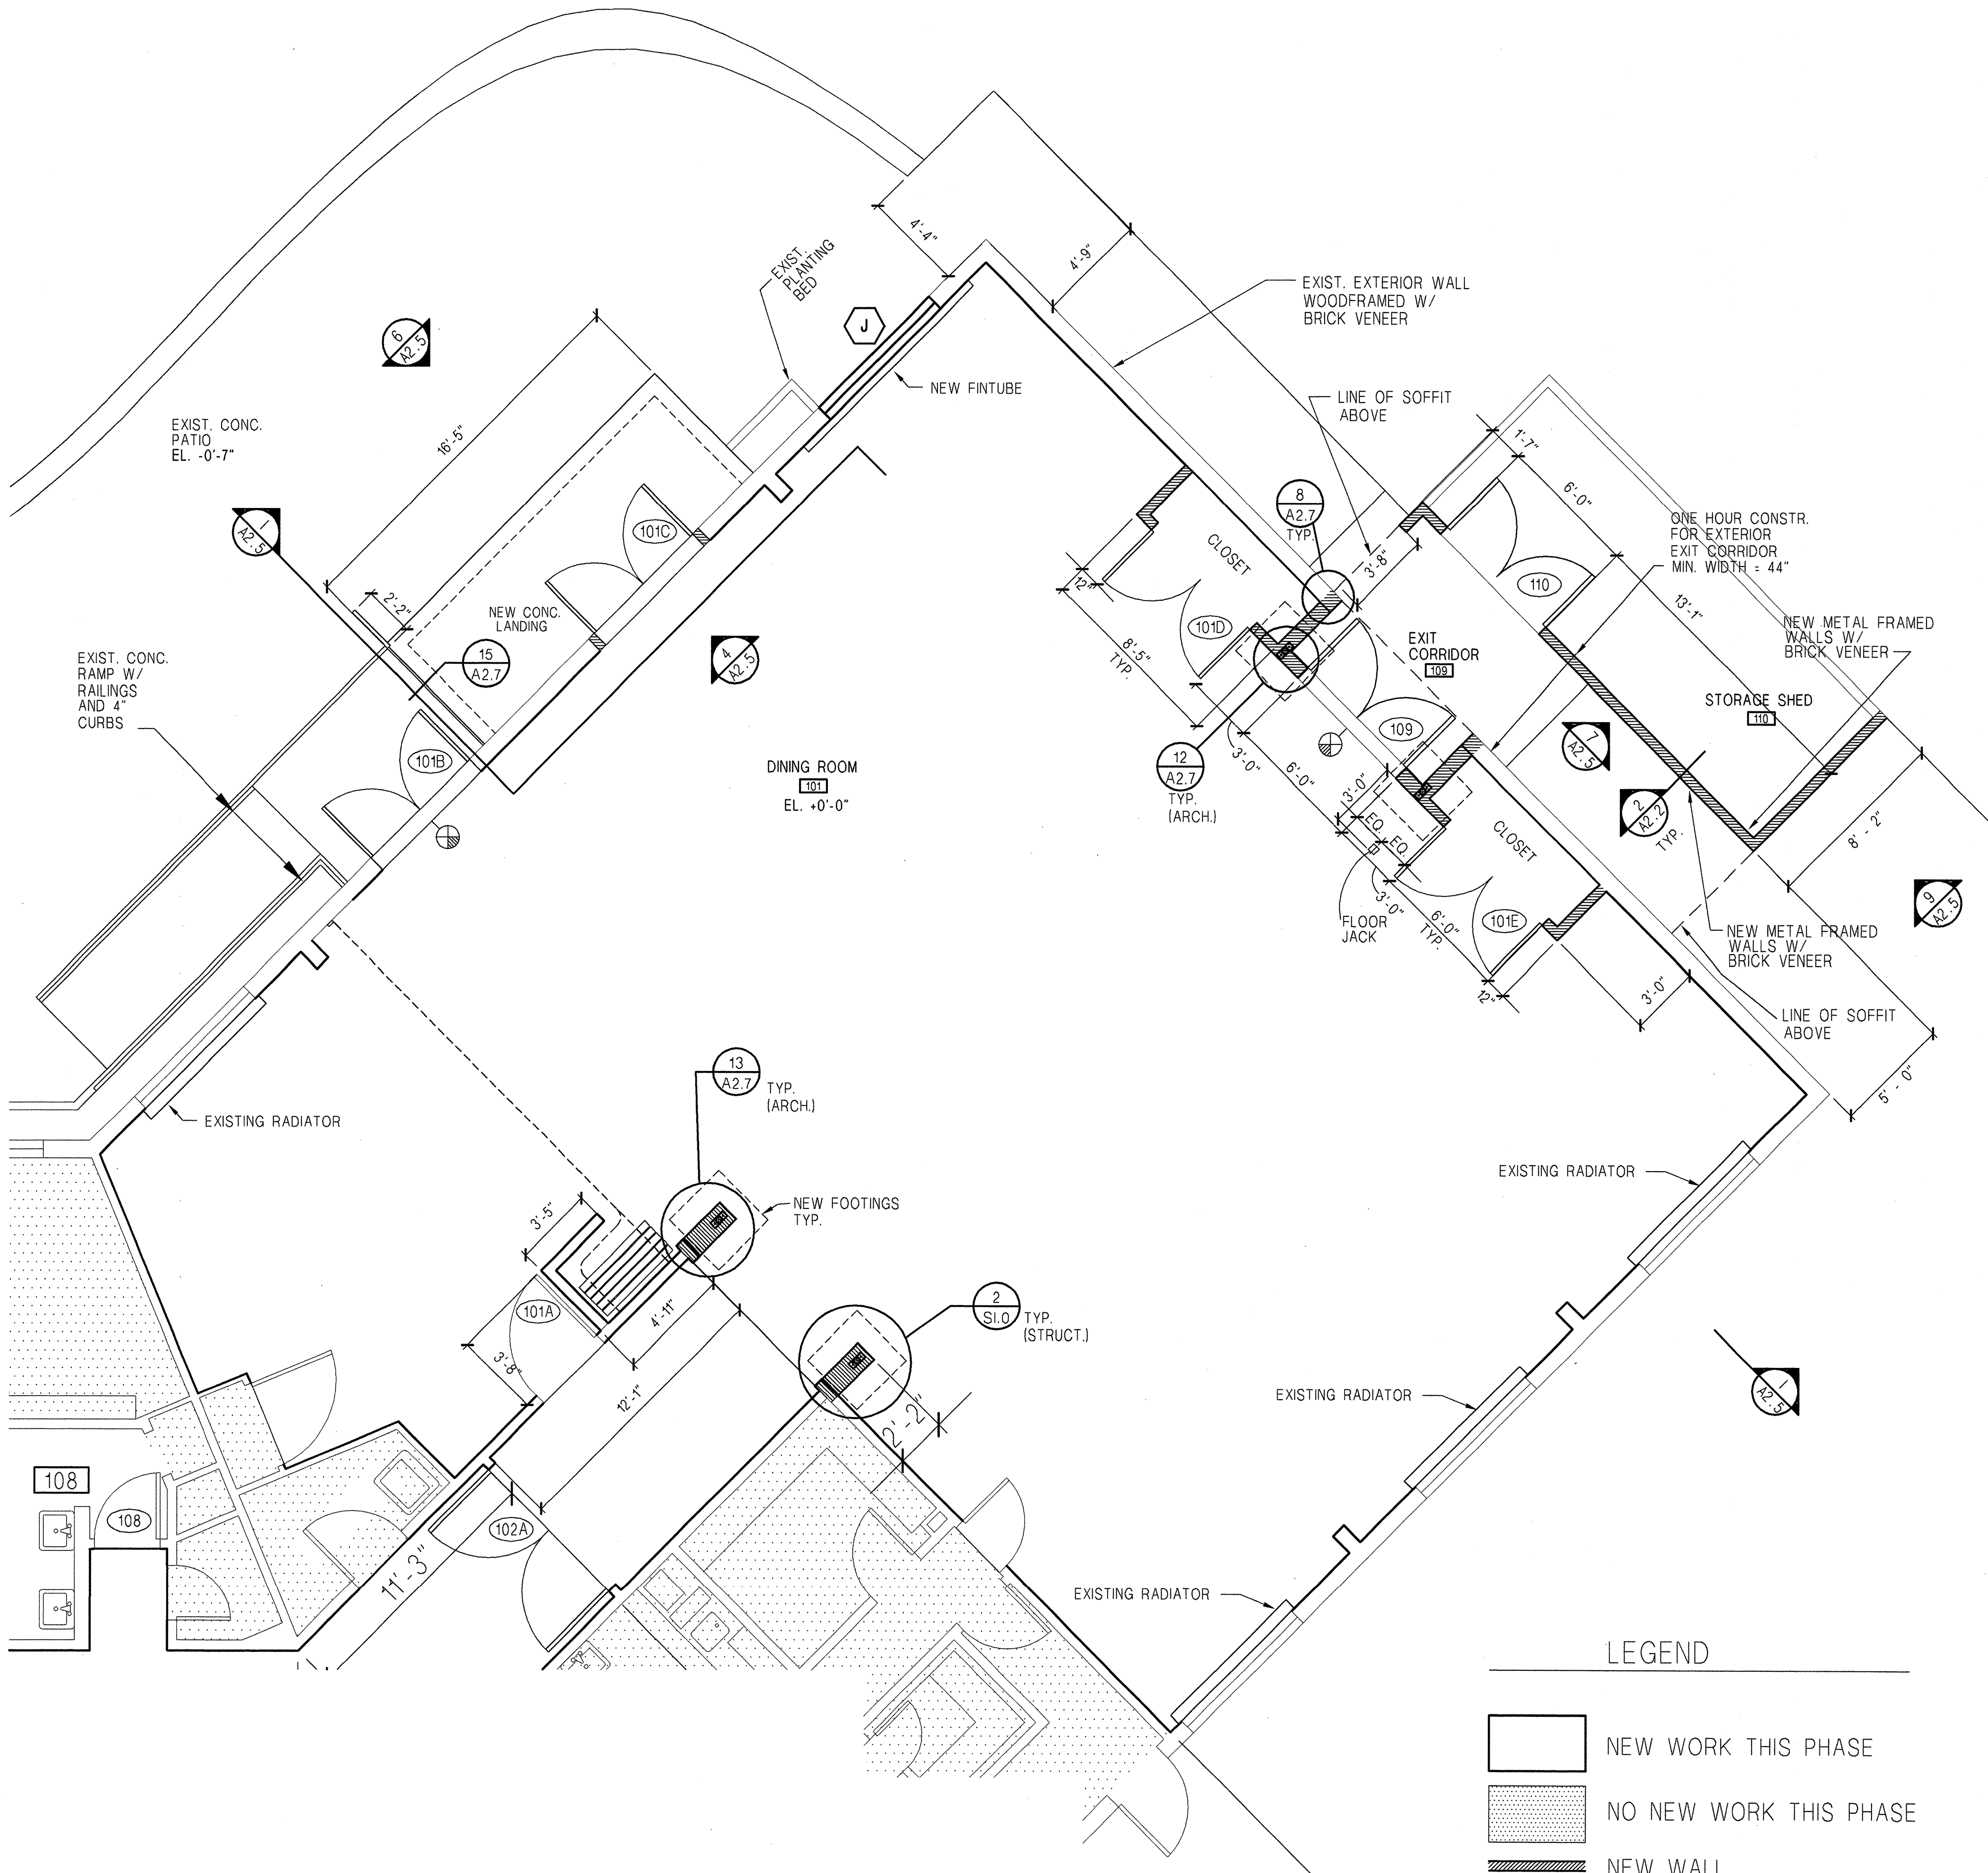 4'-4"
4'-9"
EXIST.
PLANTING
BED
J
EXIST. EXTERIOR WALL
WOODFRAMED W/
BRICK VENEER
6
A2.5
NEW FINTUBE
LINE OF SOFFIT
ABOVE
EXIST. CONC.
PATIO
EL. -0'-7"
16'-5"
1'-7"
6'-0"
1
A2.5
101C
8
A2.7
TYP.
ONE HOUR CONSTR.
FOR EXTERIOR
EXIT CORRIDOR
MIN. WIDTH = 44"
CLOSET
3'-8"
12"
110
13'-1"
2'-2"
NEW CONC.
LANDING
101D
8'-5"
TYP.
EXIT
CORRIDOR
109
NEW METAL FRAMED
WALLS W/
BRICK VENEER
EXIST. CONC.
RAMP W/
RAILINGS
AND 4"
CURBS
15
A2.7
4
A2.5
STORAGE SHED
110
101B
109
7
A2.5
DINING ROOM
101
EL. +0'-0"
12
A2.7
TYP.
(ARCH.)
3'-0"
6'-0"
3'-0"
EQ.
EQ.
2
A2.2
TYP.
CLOSET
8' - 2"
9
A2.5
FLOOR
JACK
3'-0"
6'-0"
TYP.
101E
12"
3'-0"
NEW METAL FRAMED
WALLS W/
BRICK VENEER
LINE OF SOFFIT
ABOVE
5' - 0"
13
A2.7
TYP.
(ARCH.)
EXISTING RADIATOR
EXISTING RADIATOR
NEW FOOTINGS
TYP.
3'-5"
101A
4'-11"
3'-8"
12'-1"
2
S1.0
TYP.
(STRUCT.)
EXISTING RADIATOR
1
A2.5
2'-2"
108
108
102A
11'-3"
EXISTING RADIATOR
LEGEND
NEW WORK THIS PHASE
NO NEW WORK THIS PHASE
NEW WALL